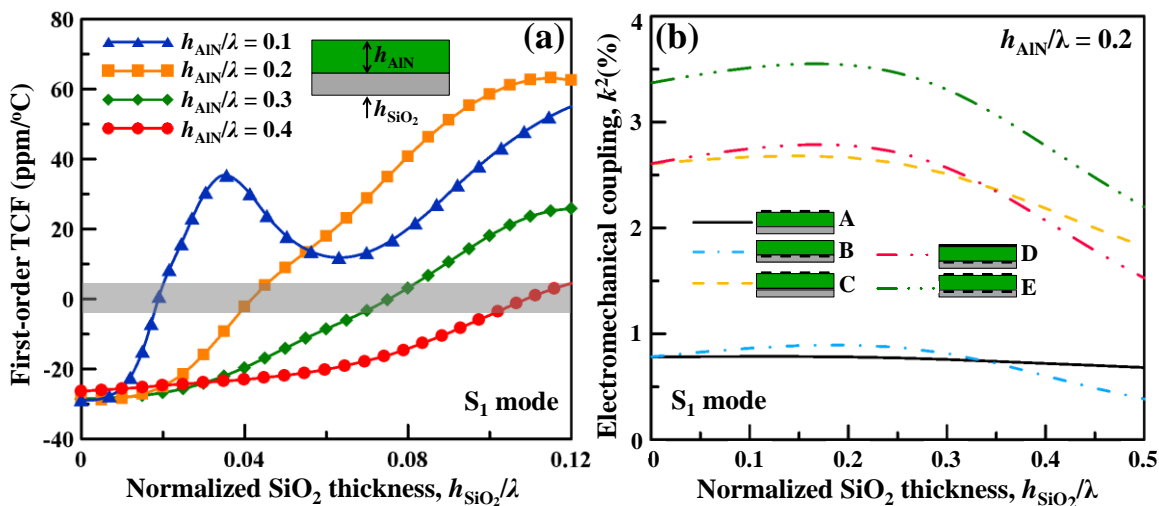 (a)
h_AlN/λ = 0.1
h_AlN/λ = 0.2
h_AlN/λ = 0.3
h_AlN/λ = 0.4
h_AlN
h_SiO₂
S₁ mode
First-order TCF (ppm/°C)
80
60
40
20
0
-20
-40
0
0.04
0.08
0.12
Normalized SiO₂ thickness, h_SiO₂/λ
(b)
h_AlN/λ = 0.2
A
B
C
D
E
S₁ mode
Electromechanical coupling, k²(%)
4
3
2
1
0
0
0.1
0.2
0.3
0.4
0.5
Normalized SiO₂ thickness, h_SiO₂/λ